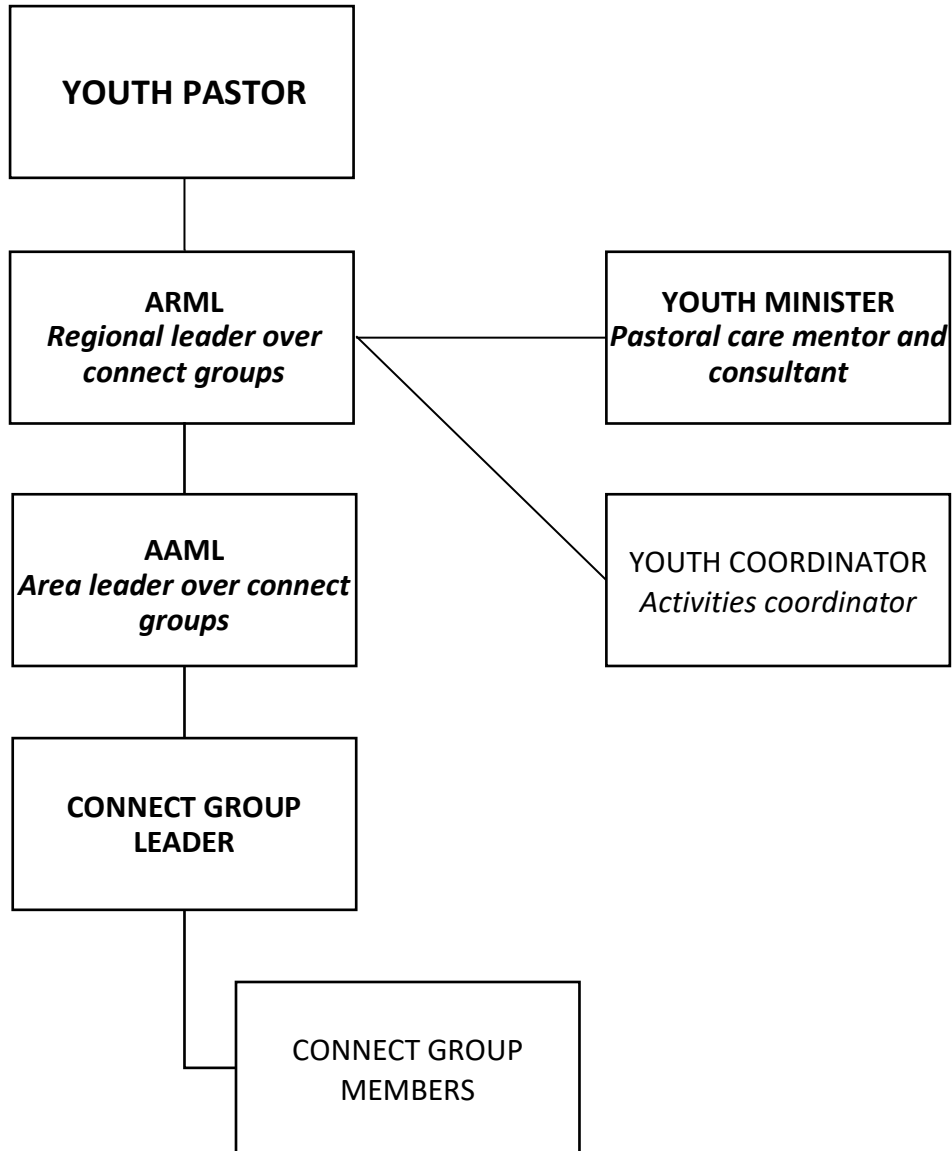 YOUTH PASTOR
ARML
Regional leader over
connect groups
YOUTH MINISTER
Pastoral care mentor and
consultant
AAML
Area leader over connect
groups
YOUTH COORDINATOR
Activities coordinator
CONNECT GROUP
LEADER
CONNECT GROUP
MEMBERS